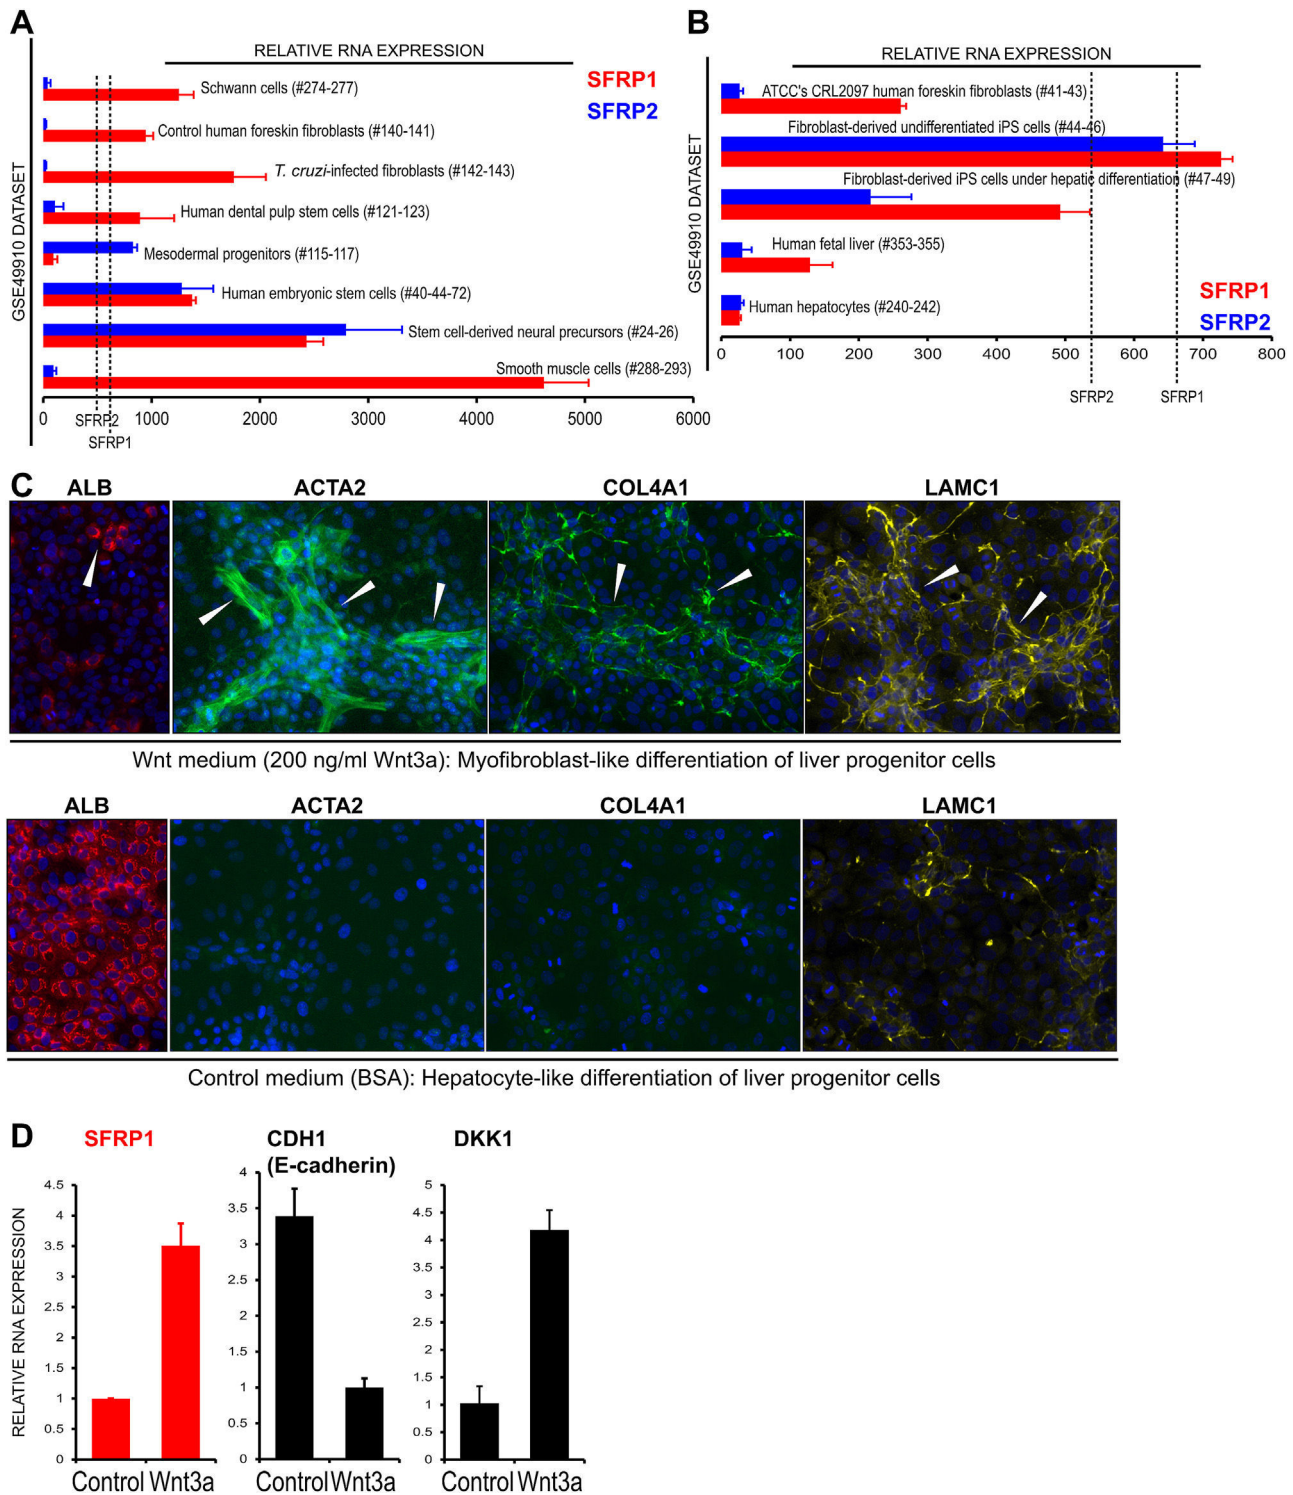 A
RELATIVE RNA EXPRESSION
SFRP1
SFRP2
GSE49910 DATASET
Schwann cells (#274-277)
Control human foreskin fibroblasts (#140-141)
T. cruzi-infected fibroblasts (#142-143)
Human dental pulp stem cells (#121-123)
Mesodermal progenitors (#115-117)
Human embryonic stem cells (#40-44-72)
Stem cell-derived neural precursors (#24-26)
Smooth muscle cells (#288-293)
0 1000 2000 3000 4000 5000 6000
SFRP2
SFRP1
B
RELATIVE RNA EXPRESSION
GSE49910 DATASET
ATCC's CRL2097 human foreskin fibroblasts (#41-43)
Fibroblast-derived undifferentiated iPS cells (#44-46)
Fibroblast-derived iPS cells under hepatic differentiation (#47-49)
Human fetal liver (#353-355)
Human hepatocytes (#240-242)
SFRP1
SFRP2
0 100 200 300 400 500 600 700 800
SFRP2 SFRP1
C
ALB ACTA2 COL4A1 LAMC1
Wnt medium (200 ng/ml Wnt3a): Myofibroblast-like differentiation of liver progenitor cells
ALB ACTA2 COL4A1 LAMC1
Control medium (BSA): Hepatocyte-like differentiation of liver progenitor cells
D
RELATIVE RNA EXPRESSION
SFRP1
4.5
4
3.5
3
2.5
2
1.5
1
0.5
0
Control Wnt3a
CDH1
(E-cadherin)
4
3.5
3
2.5
2
1.5
1
0.5
0
Control Wnt3a
DKK1
5
4.5
4
3.5
3
2.5
2
1.5
1
0.5
0
Control Wnt3a